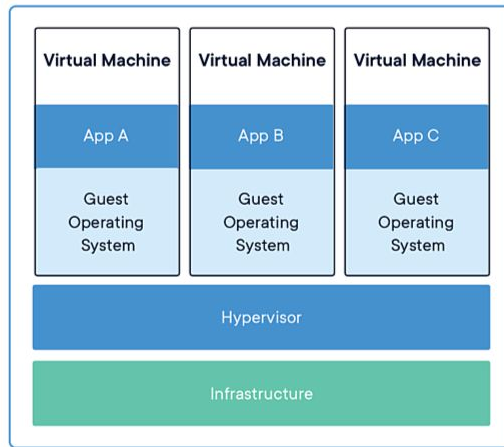 Virtual Machine
Virtual Machine
Virtual Machine
App A
App B
App C
Guest
Operating
System
Guest
Operating
System
Guest
Operating
System
Hypervisor
Infrastructure